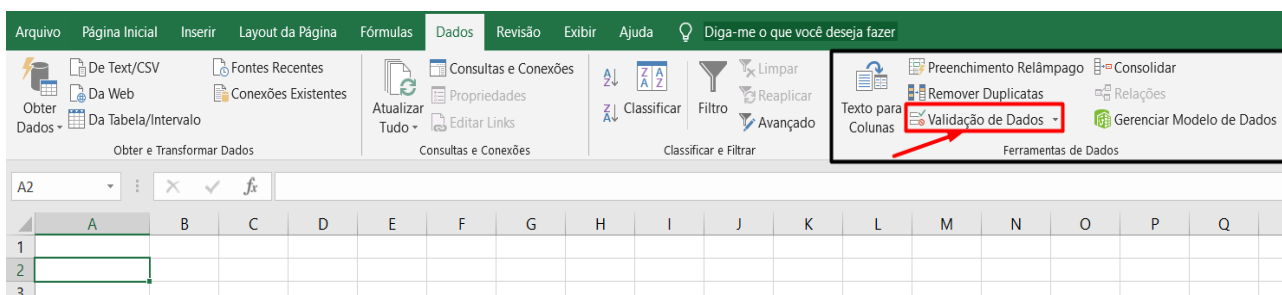 Arquivo Página Inicial Inserir Layout da Página Fórmulas Dados Revisão Exibir Ajuda Diga-me o que você deseja fazer
Obter Dados
De Text/CSV
Da Web
Da Tabela/Intervalo
Fontes Recentes
Conexões Existentes
Obter e Transformar Dados
Atualizar Tudo
Consultas e Conexões
Propriedades
Editar Links
Consultas e Conexões
Classificar
Filtro
Limpar
Reaplicar
Avançado
Classificar e Filtrar
Texto para Colunas
Preenchimento Relâmpago
Remover Duplicatas
Validação de Dados
Consolidar
Relações
Gerenciar Modelo de Dados
Ferramentas de Dados
A2 fx
A B C D E F G H I J K L M N O P Q
1
2
3